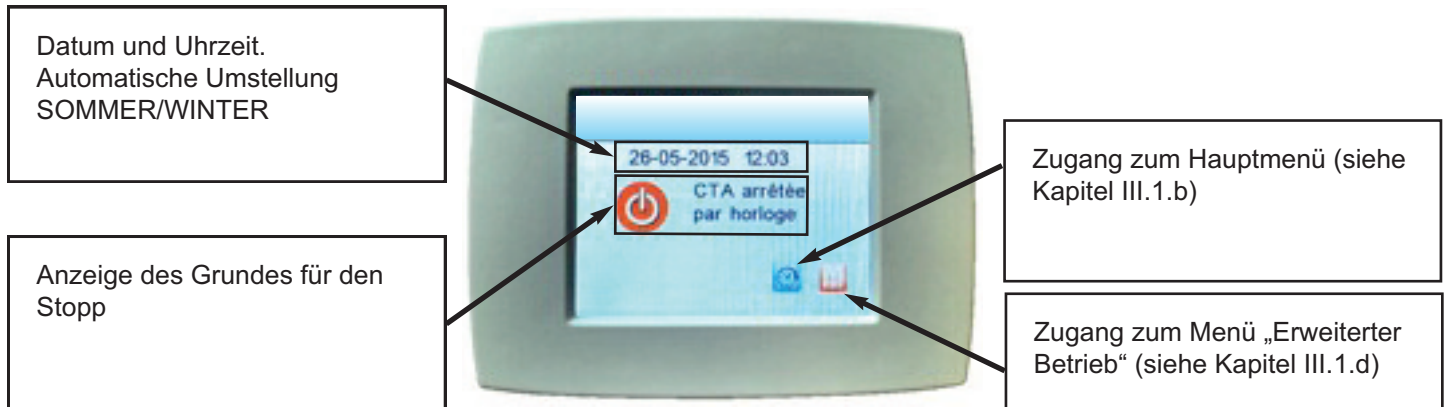 Datum und Uhrzeit.
Automatische Umstellung
SOMMER/WINTER
Anzeige des Grundes für den
Stopp
26-05-2015 12:03
CTA arrêtée
par horloge
Zugang zum Hauptmenü (siehe
Kapitel III.1.b)
Zugang zum Menü „Erweiterter
Betrieb“ (siehe Kapitel III.1.d)